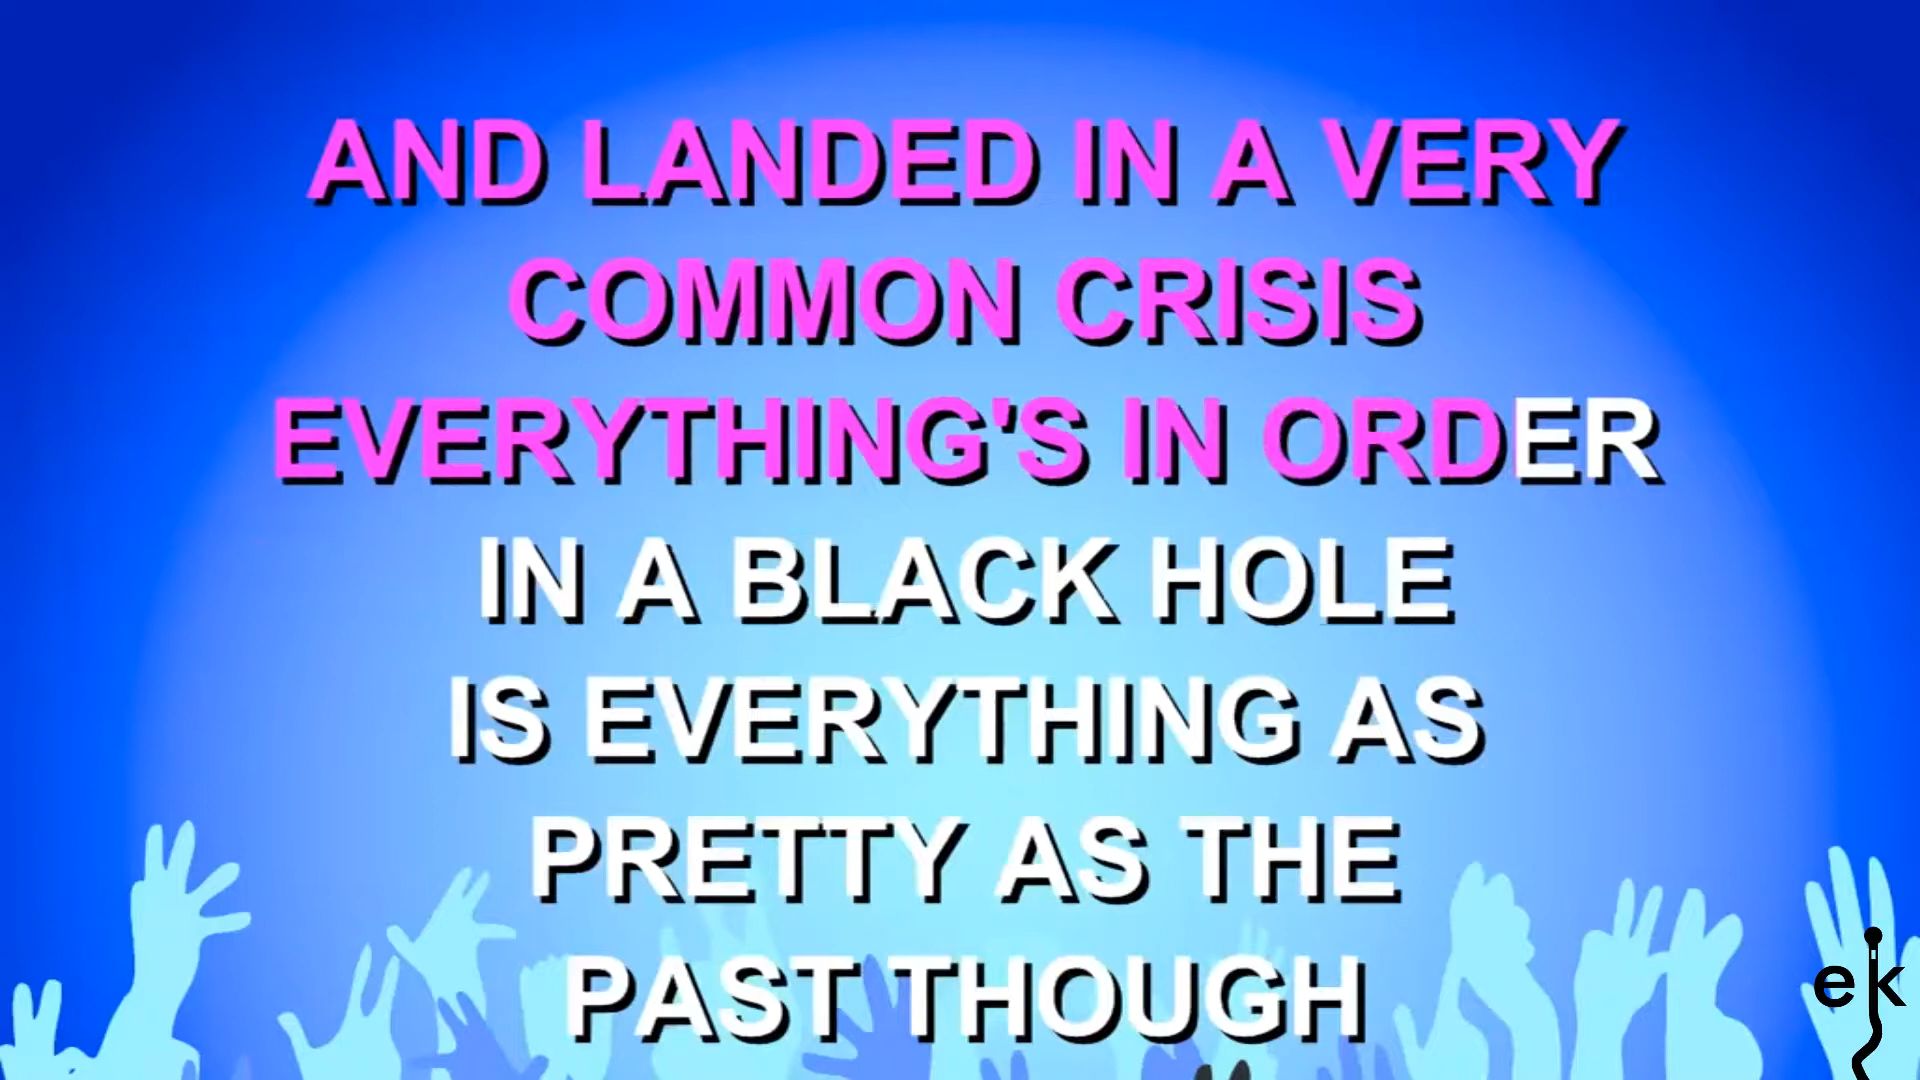 AND LANDED IN A VERY
COMMON CRISIS
EVERYTHING'S IN ORDER
IN A BLACK HOLE
IS EVERYTHING AS
PRETTY AS THE
PAST THOUGH
ek